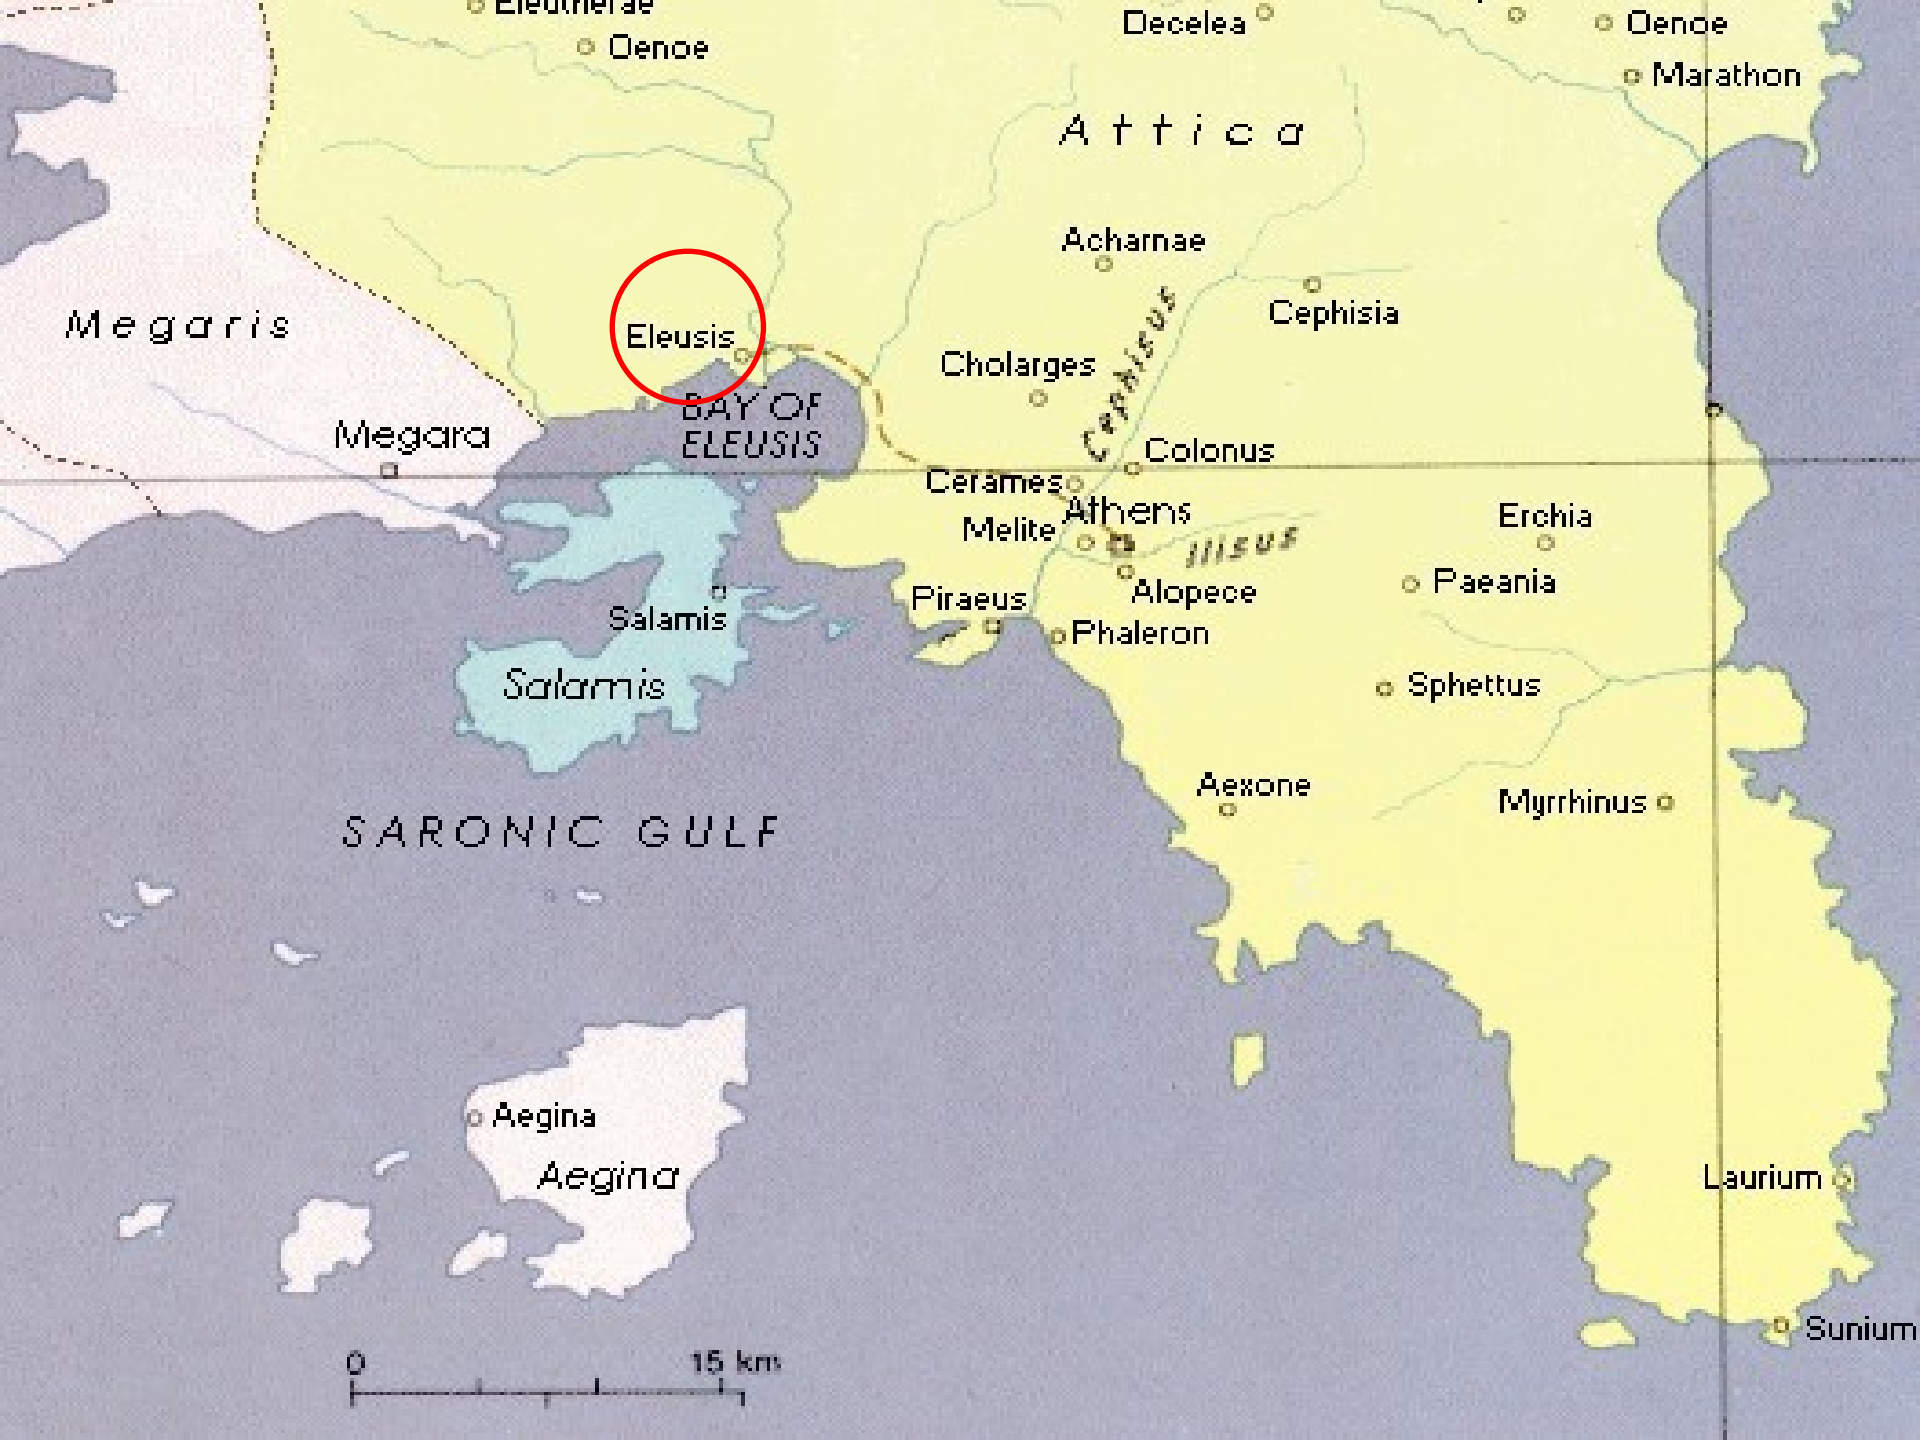 Eleutherae
Oenoe
Decelea
Oenoe
Marathon
Attica
Acharnae
Cephisia
Megaris
Eleusis
Cholarges
Cephisus
BAY OF
ELEUSIS
Megara
Colonus
Cerames
Athens
Melite
Ilisus
Erchia
Paeania
Alopece
Piraeus
Phaleron
Salamis
Salamis
Sphettus
Aexone
Myrrhinus
SARONIC GULF
Aegina
Aegina
Laurium
Sunium
0 15 km